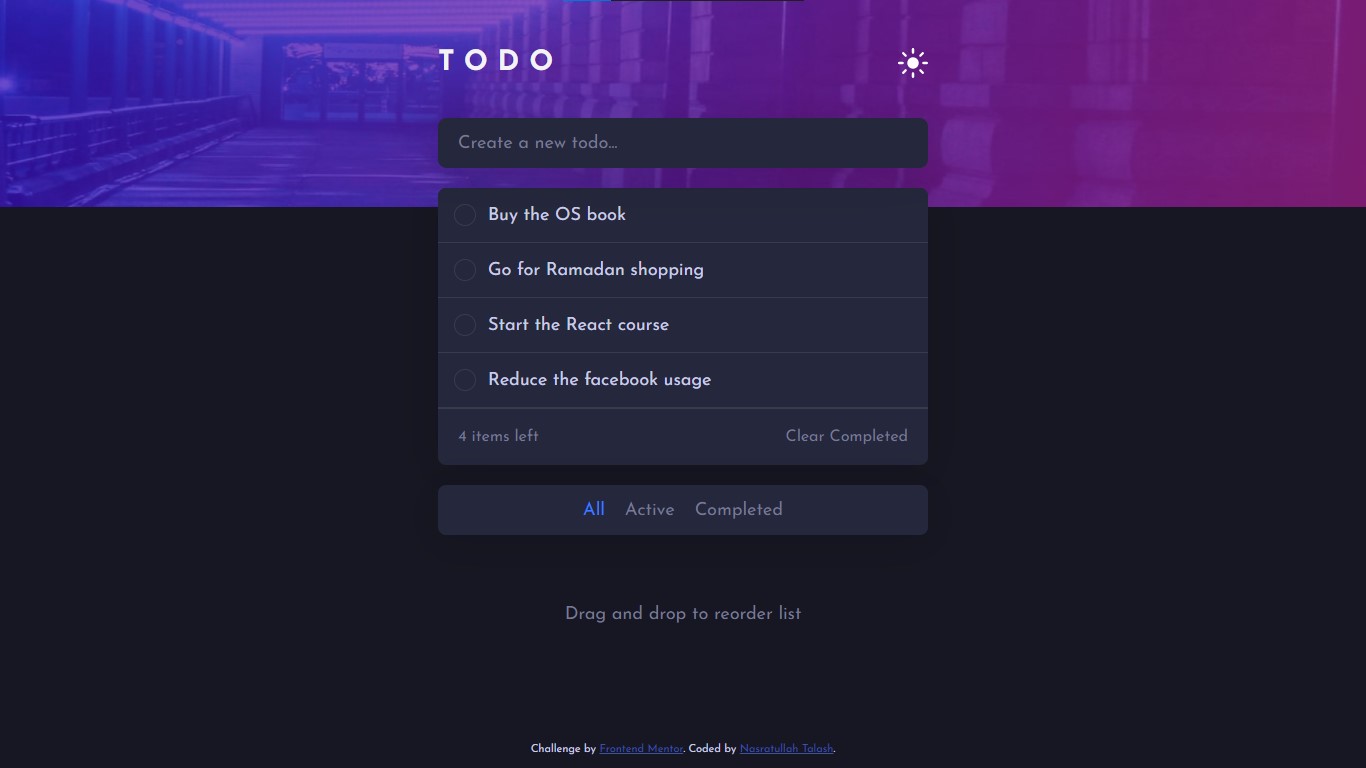 TODO
Create a new todo...
Buy the OS book
Go for Ramadan shopping
Start the React course
Reduce the facebook usage
4 items left Clear Completed
All Active Completed
Drag and drop to reorder list
Challenge by Frontend Mentor. Coded by Nasratullah Talash.